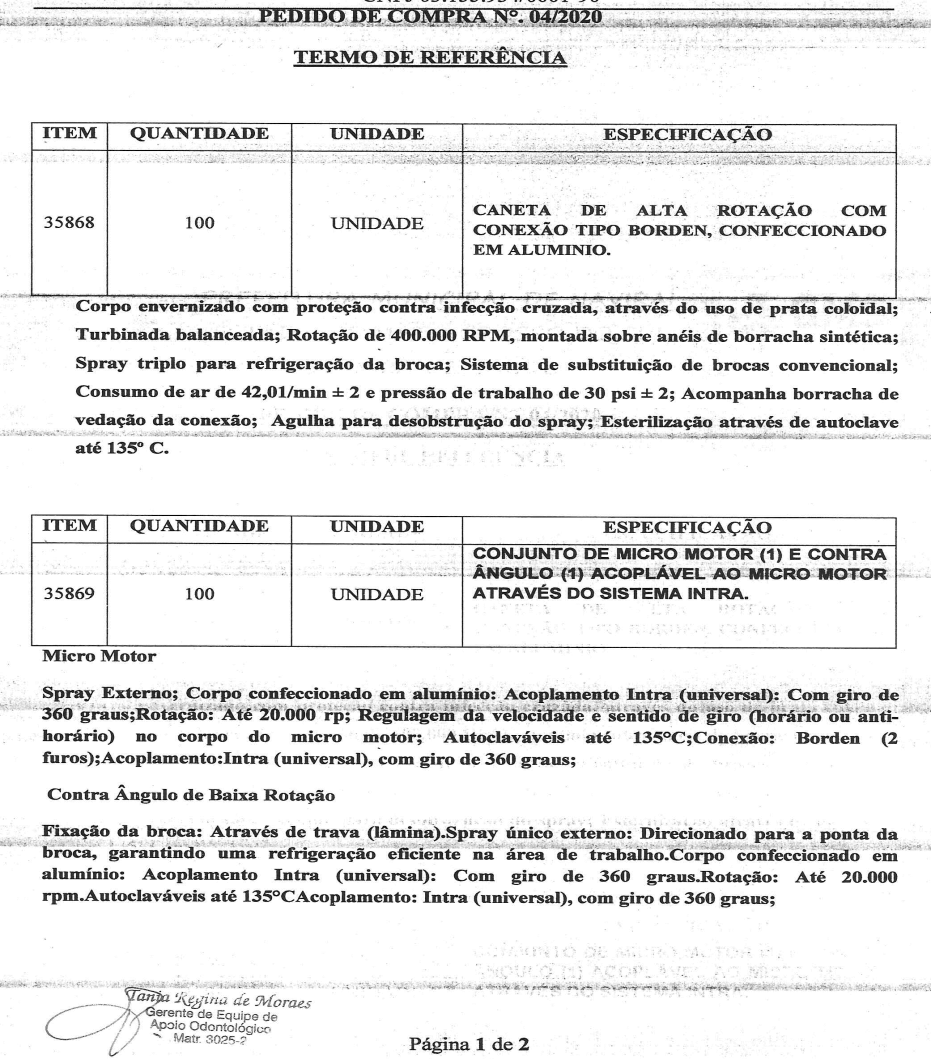 PEDIDO DE COMPRA Nº. 04/2020
TERMO DE REFERÊNCIA
ITEM QUANTIDADE UNIDADE ESPECIFICAÇÃO
35868 100 UNIDADE CANETA DE ALTA ROTAÇÃO COM
CONEXÃO TIPO BORDEN, CONFECCIONADO
EM ALUMINIO.
Corpo envernizado com proteção contra infecção cruzada, através do uso de prata coloidal;
Turbinada balanceada; Rotação de 400.000 RPM, montada sobre anéis de borracha sintética;
Spray triplo para refrigeração da broca; Sistema de substituição de brocas convencional;
Consumo de ar de 42,01/min ± 2 e pressão de trabalho de 30 psi ± 2; Acompanha borracha de
vedação da conexão; Agulha para desobstrução do spray; Esterilização através de autoclave
até 135º C.
ITEM QUANTIDADE UNIDADE ESPECIFICAÇÃO
35869 100 UNIDADE CONJUNTO DE MICRO MOTOR (1) E CONTRA
ÂNGULO (1) ACOPLÁVEL AO MICRO MOTOR
ATRAVÉS DO SISTEMA INTRA.
Micro Motor
Spray Externo; Corpo confeccionado em alumínio: Acoplamento Intra (universal): Com giro de
360 graus;Rotação: Até 20.000 rp; Regulagem da velocidade e sentido de giro (horário ou anti-
horário) no corpo do micro motor; Autoclaváveis até 135°C;Conexão: Borden (2
furos);Acoplamento:Intra (universal), com giro de 360 graus;
Contra Ângulo de Baixa Rotação
Fixação da broca: Através de trava (lâmina).Spray único externo: Direcionado para a ponta da
broca, garantindo uma refrigeração eficiente na área de trabalho.Corpo confeccionado em
alumínio: Acoplamento Intra (universal): Com giro de 360 graus.Rotação: Até 20.000
rpm.Autoclaváveis até 135°CAcoplamento: Intra (universal), com giro de 360 graus;
Tania Regina de Moraes
Gerente de Equipe de
Apoio Odontológico
Matr. 3025-2
Página 1 de 2